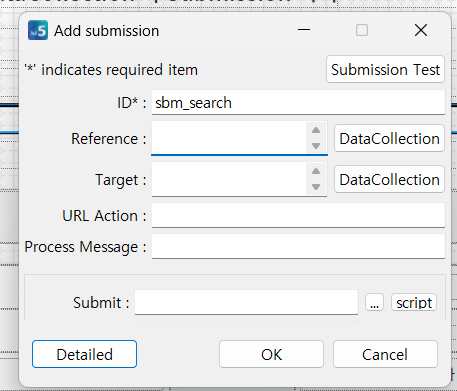 Add submission
'*' indicates required item
Submission Test
ID* :
sbm_search
Reference :
DataCollection
Target :
DataCollection
URL Action :
Process Message :
Submit :
...
script
Detailed
OK
Cancel